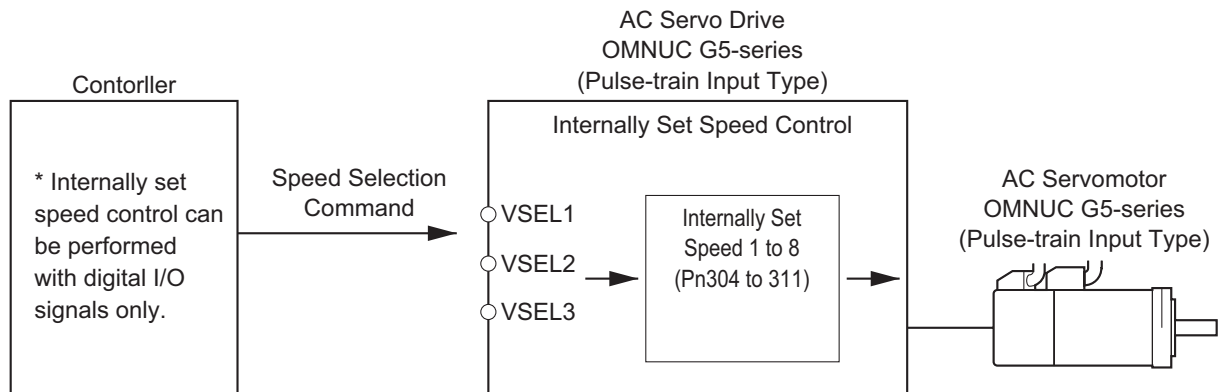 AC Servo Drive
OMNUC G5-series
(Pulse-train Input Type)
Contorller
Internally Set Speed Control
* Internally set
speed control can
be performed
with digital I/O
signals only.
Speed Selection
Command
VSEL1
VSEL2
VSEL3
Internally Set
Speed 1 to 8
(Pn304 to 311)
AC Servomotor
OMNUC G5-series
(Pulse-train Input Type)